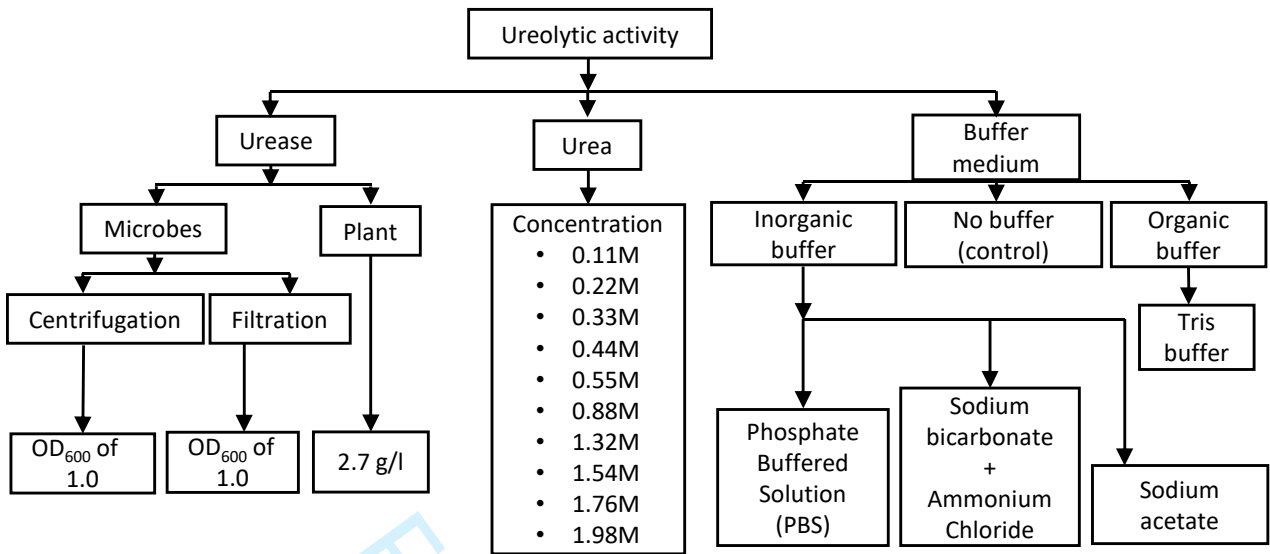 Ureolytic activity
Urease
Urea
Buffer
medium
Microbes
Plant
Inorganic
buffer
No buffer
(control)
Organic
buffer
Centrifugation
Filtration
Concentration
• 0.11M
• 0.22M
• 0.33M
• 0.44M
• 0.55M
• 0.88M
• 1.32M
• 1.54M
• 1.76M
• 1.98M
Tris
buffer
OD₆₀₀ of
1.0
OD₆₀₀ of
1.0
2.7 g/l
Phosphate
Buffered
Solution
(PBS)
Sodium
bicarbonate
+
Ammonium
Chloride
Sodium
acetate